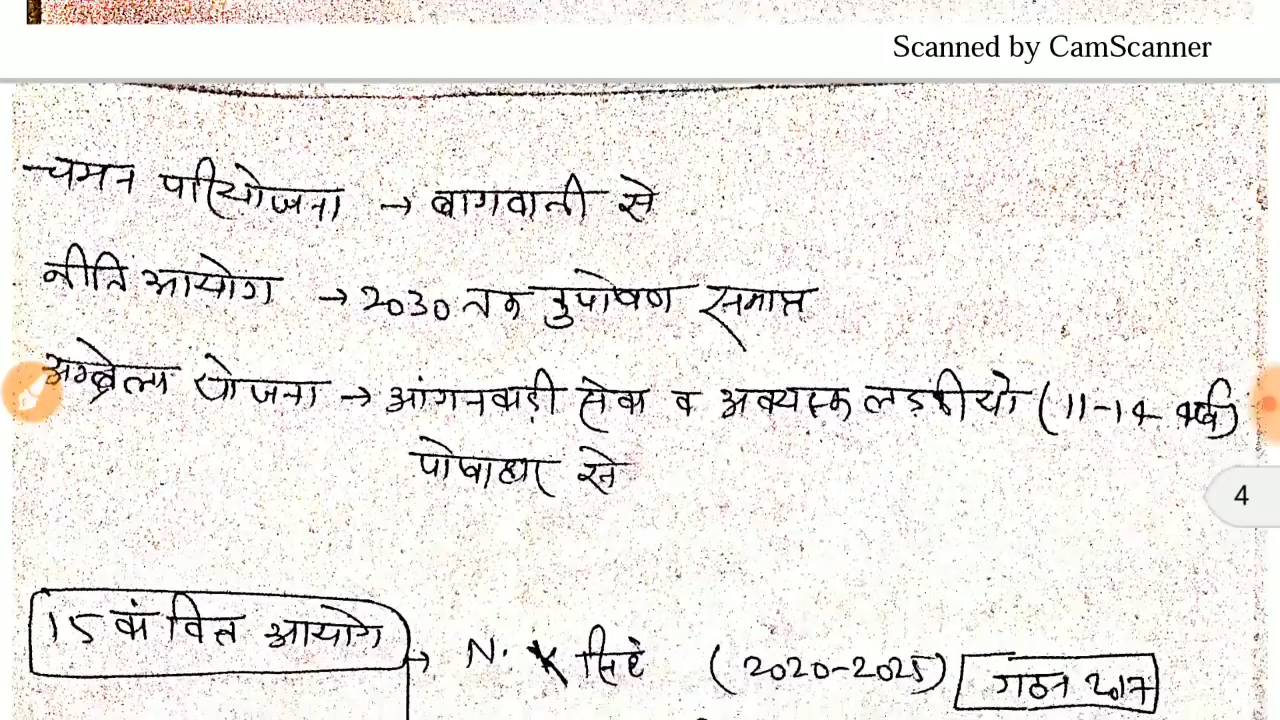 Scanned by CamScanner
चमन परियोजना → बागवानी से
नीति आयोग → 2030 तक कुपोषण समाप्त
अम्ब्रेला योजना → आंगनबाड़ी सेवा व अवयस्क लड़कीयो (11-14 वर्ष)
पोषाहार से
4
15 वां वित्त आयोग → N. K सिंह (2020-2025) गठन 2017